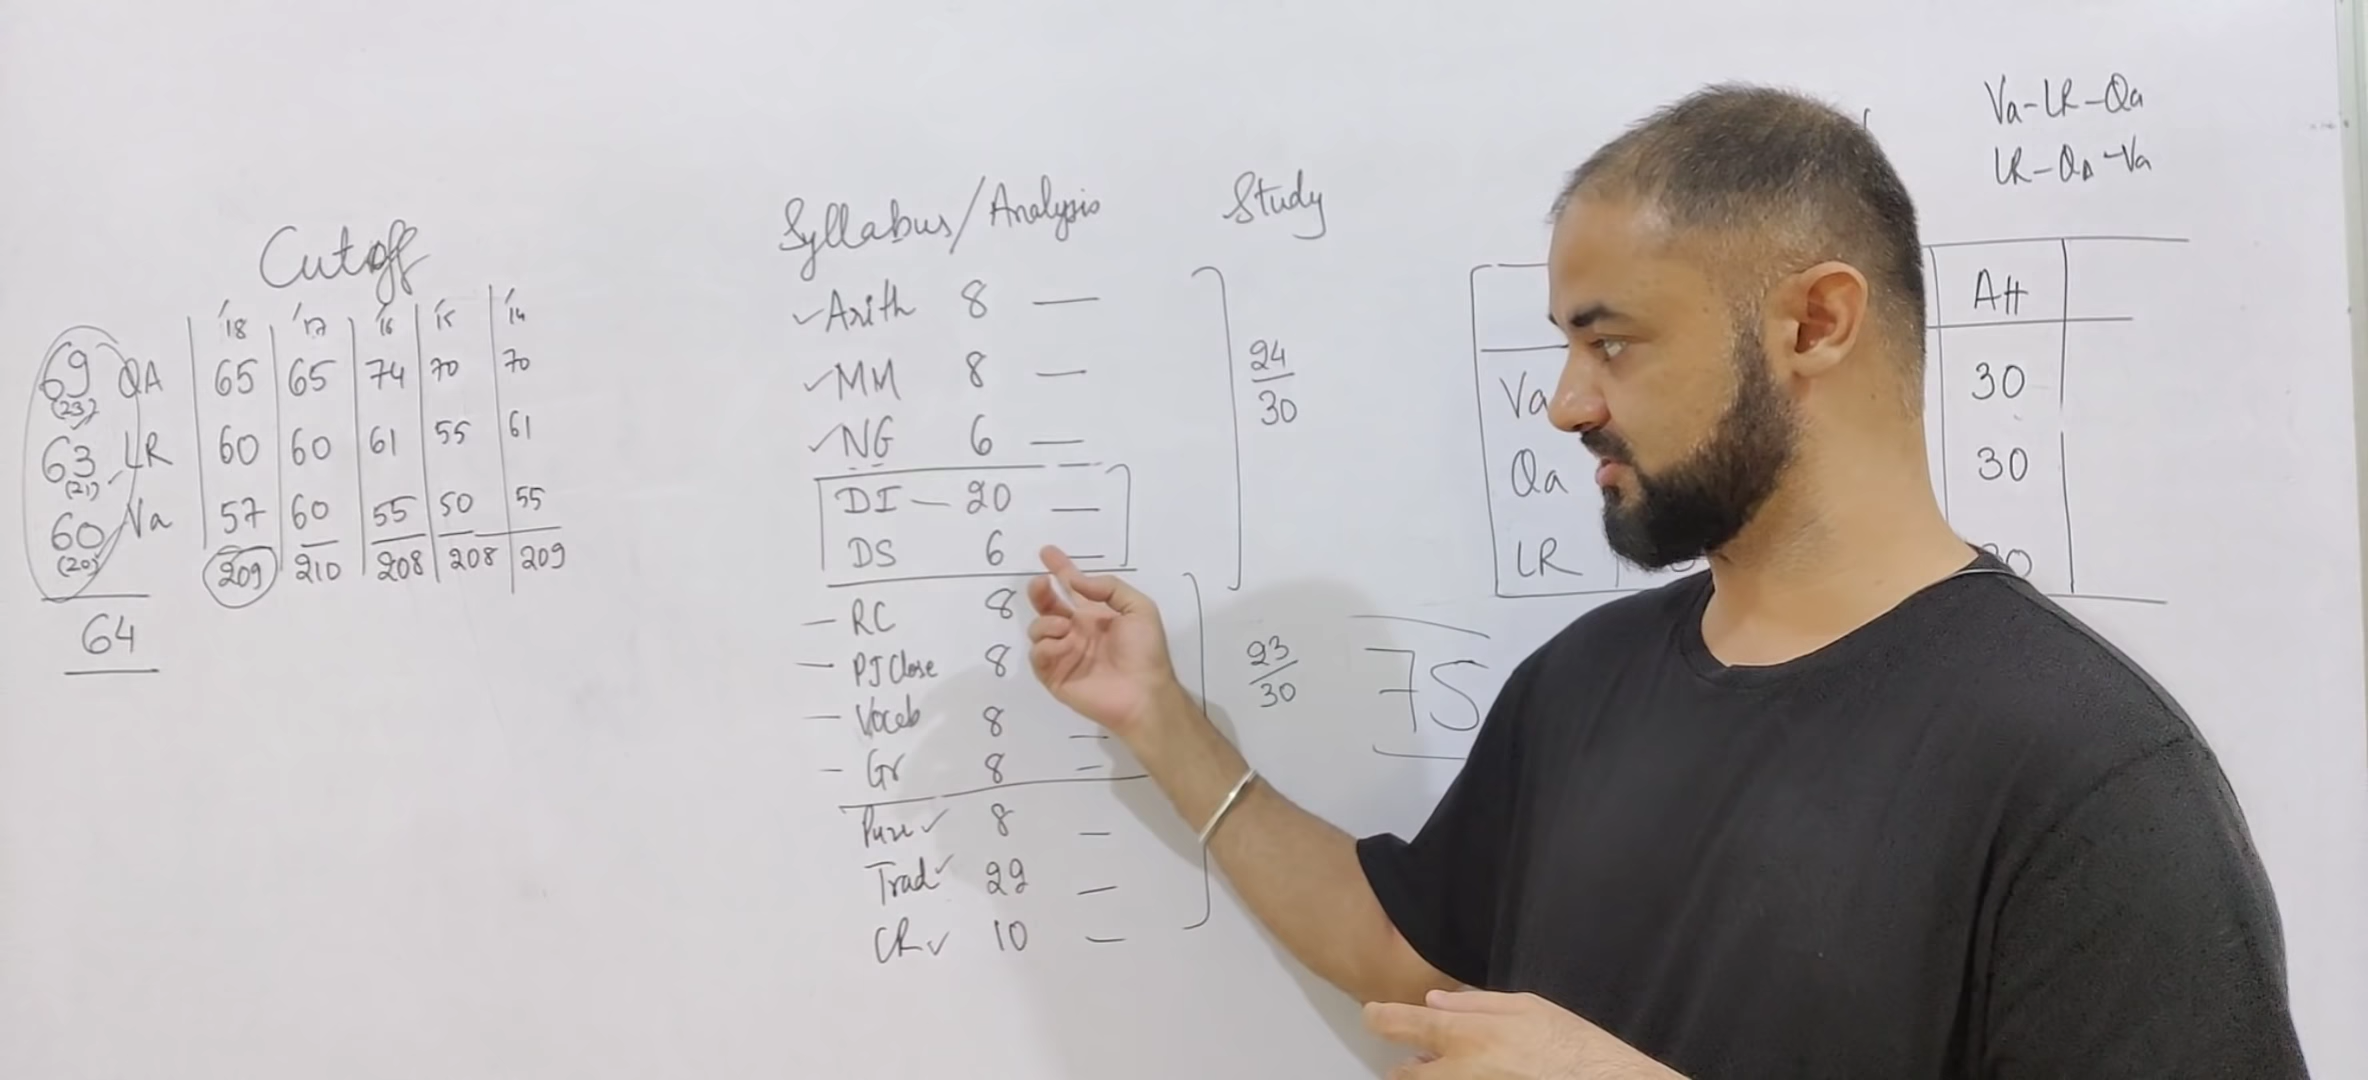 Cutoff
'18 '17 '16 '15 '14
69 QA 65 65 74 70 70
(23)
63 LR 60 60 61 55 61
(21)
60 Va 57 60 55 50 55
(20)
209 210 208 208 209
64
Syllabus/Analysis
✓Arith 8 —
✓MM 8 —
✓NG 6 —
DI — 20 —
DS 6 —
— RC 8
— PJ Close 8
— Vocab 8 —
— Gr 8 =
✓ 8 —
Trad✓ 22 —
CR✓ 10 —
Study
24
30
23
30
75
Va-LR-Qa
LR-QA-Va
Att
Va 30
Qa 30
LR